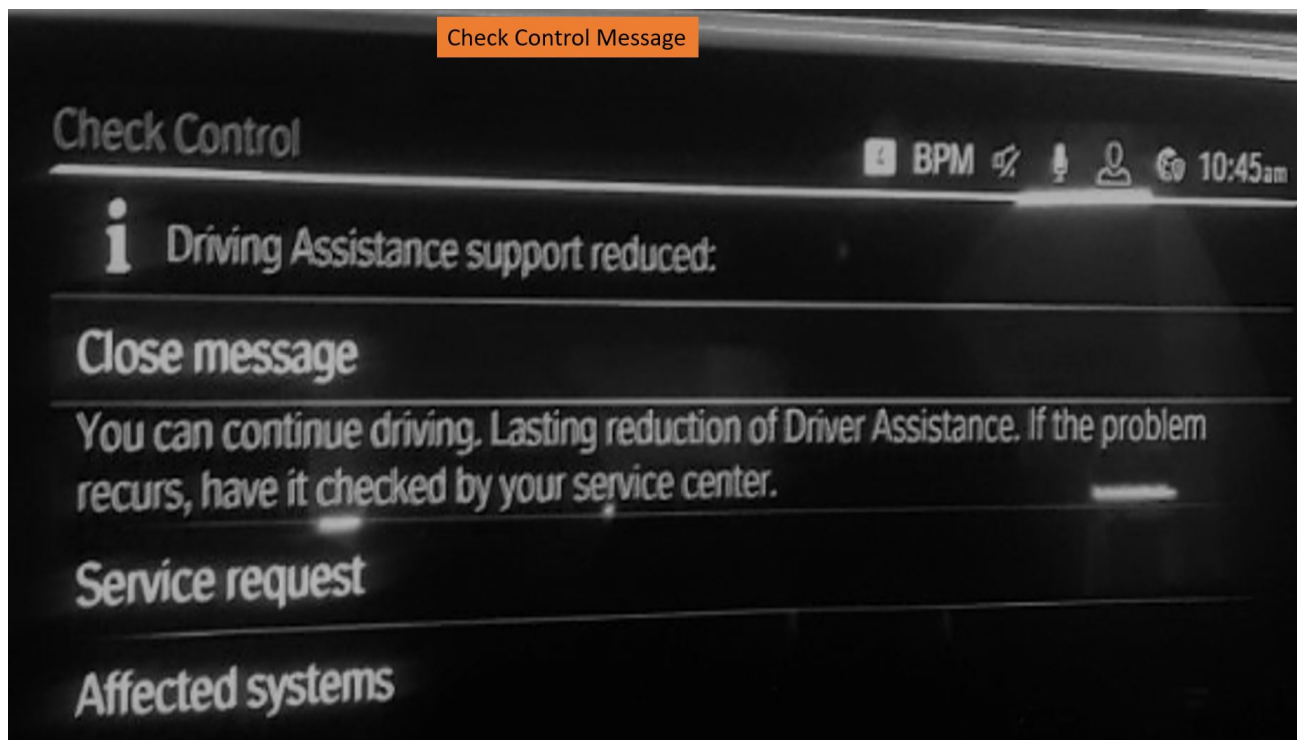 Check Control Message
Check Control
BPM 10:45am
Driving Assistance support reduced:
Close message
You can continue driving. Lasting reduction of Driver Assistance. If the problem
recurs, have it checked by your service center.
Service request
Affected systems